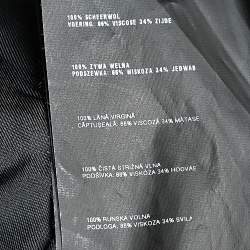 100% SCHEERWOL
VOERING: 66% VISCOSE 34% ZIJDE
100% ŻYWA WEŁNA
PODSZEWKA: 66% WISKOZA 34% JEDWAB
100% LÂNĂ VIRGINĂ
CĂPTUŞEALĂ: 66% VISCOZĂ 34% MĂTASE
100% ČISTÁ STRIŽNÁ VLNA
PODŠÍVKA: 66% VISKÓZA 34% HODVÁB
100% RUNSKA VOLNA
PODLOGA: 66% VISKOZA 34% SVILA